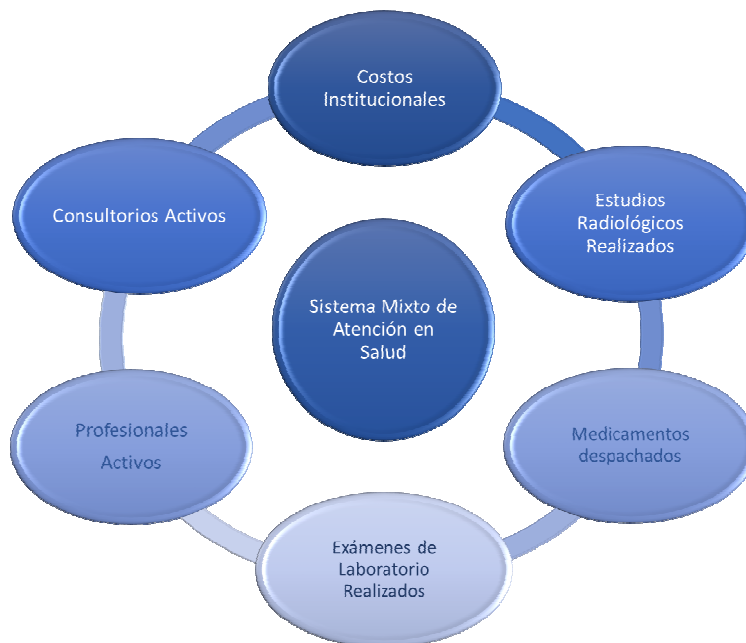 Costos
Institucionales
Estudios
Radiológicos
Realizados
Medicamentos
despachados
Exámenes de
Laboratorio
Realizados
Profesionales
Activos
Consultorios Activos
Sistema Mixto de
Atención en
Salud